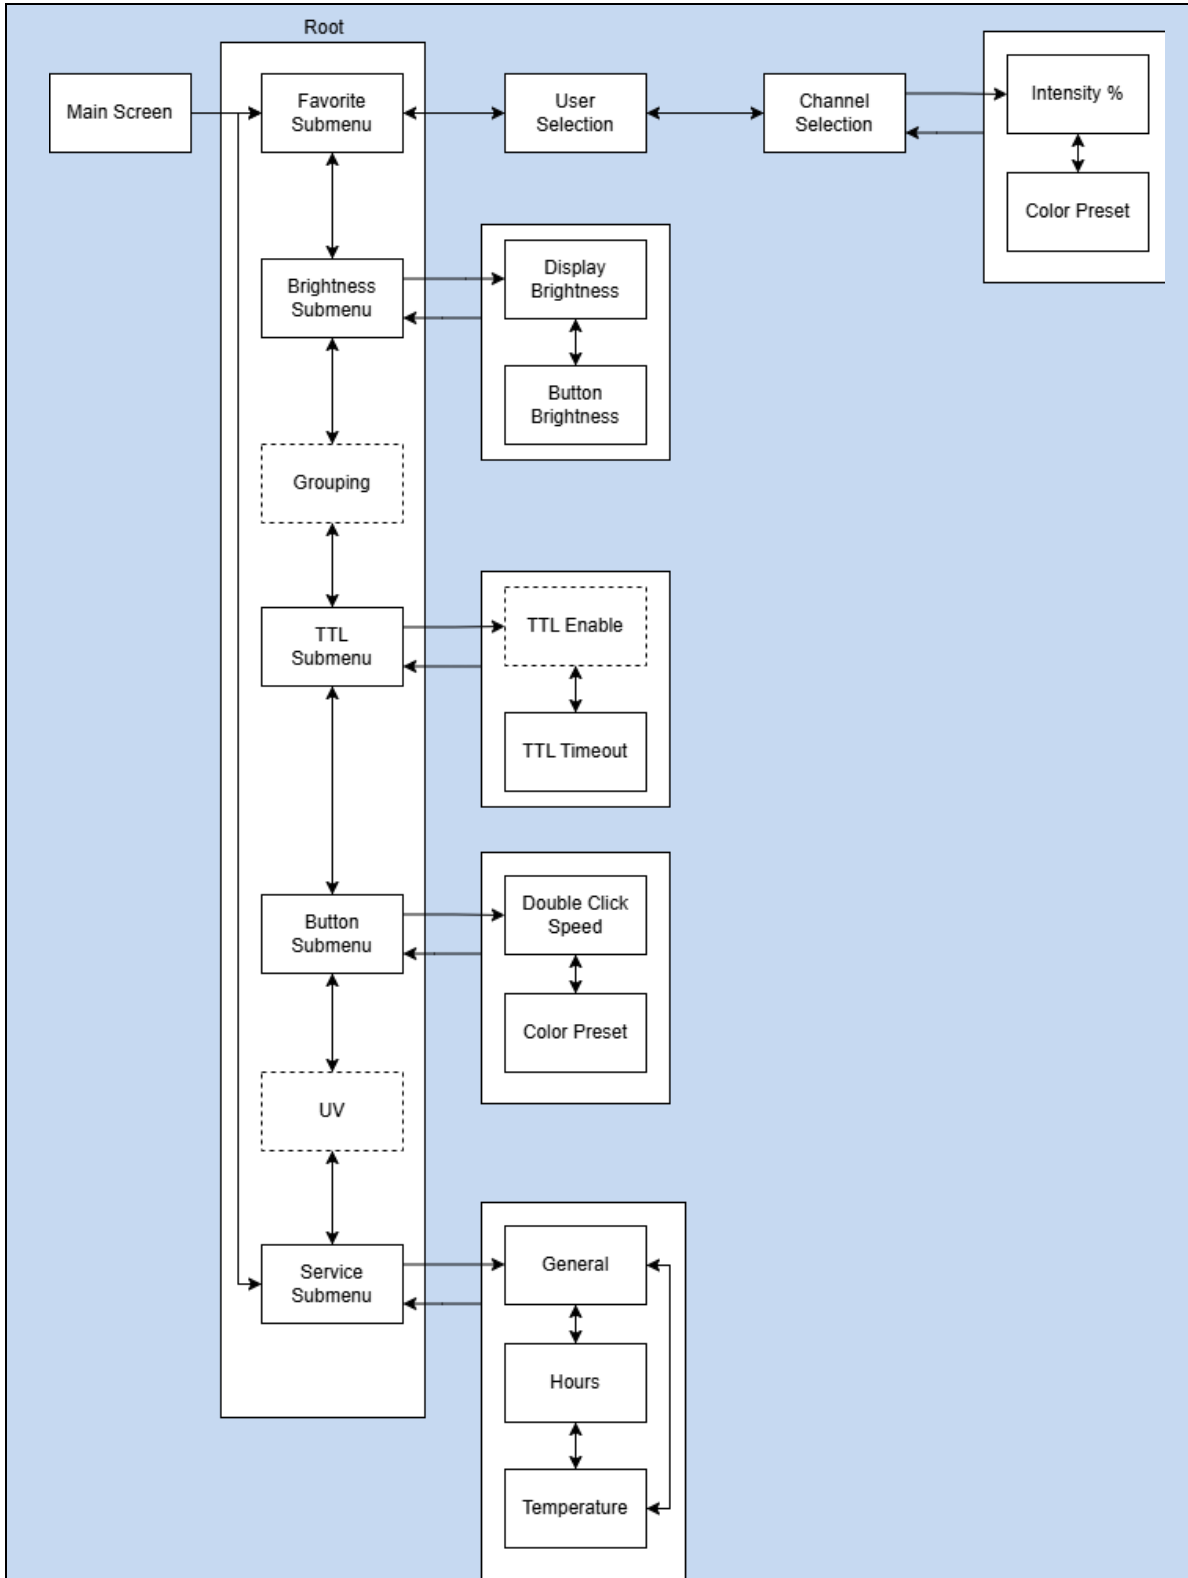 Root
Main Screen
Favorite
Submenu
User
Selection
Channel
Selection
Intensity %
Color Preset
Brightness
Submenu
Display
Brightness
Button
Brightness
Grouping
TTL
Submenu
TTL Enable
TTL Timeout
Button
Submenu
Double Click
Speed
Color Preset
UV
Service
Submenu
General
Hours
Temperature